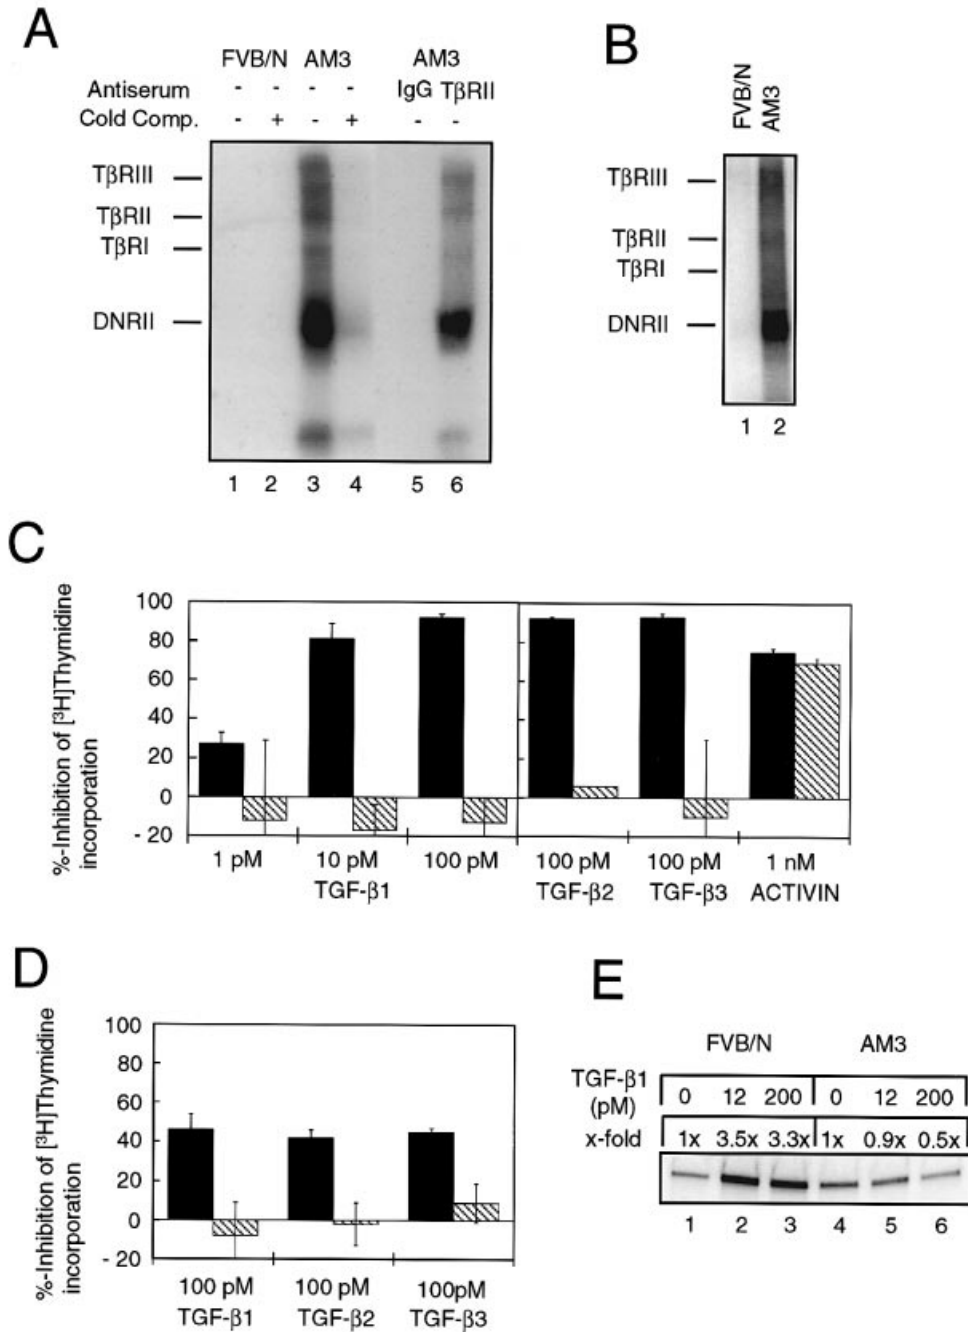 A
FVB/N AM3 AM3
Antiserum - - - - IgG TβRII
Cold Comp. - + - + - -
TβRIII
TβRII
TβRI
DNRII
1 2 3 4 5 6
B
FVB/N
AM3
TβRIII
TβRII
TβRI
DNRII
1 2
C
%-Inhibition of [³H]Thymidine
incorporation
100
80
60
40
20
0
- 20
1 pM 10 pM 100 pM 100 pM 100 pM 1 nM
TGF-β1 TGF-β2 TGF-β3 ACTIVIN
D
%-Inhibition of [³H]Thymidine
incorporation
100
80
60
40
20
0
- 20
100 pM 100 pM 100pM
TGF-β1 TGF-β2 TGF-β3
E
FVB/N AM3
TGF-β1 (pM) 0 12 200 0 12 200
x-fold 1x 3.5x 3.3x 1x 0.9x 0.5x
1 2 3 4 5 6